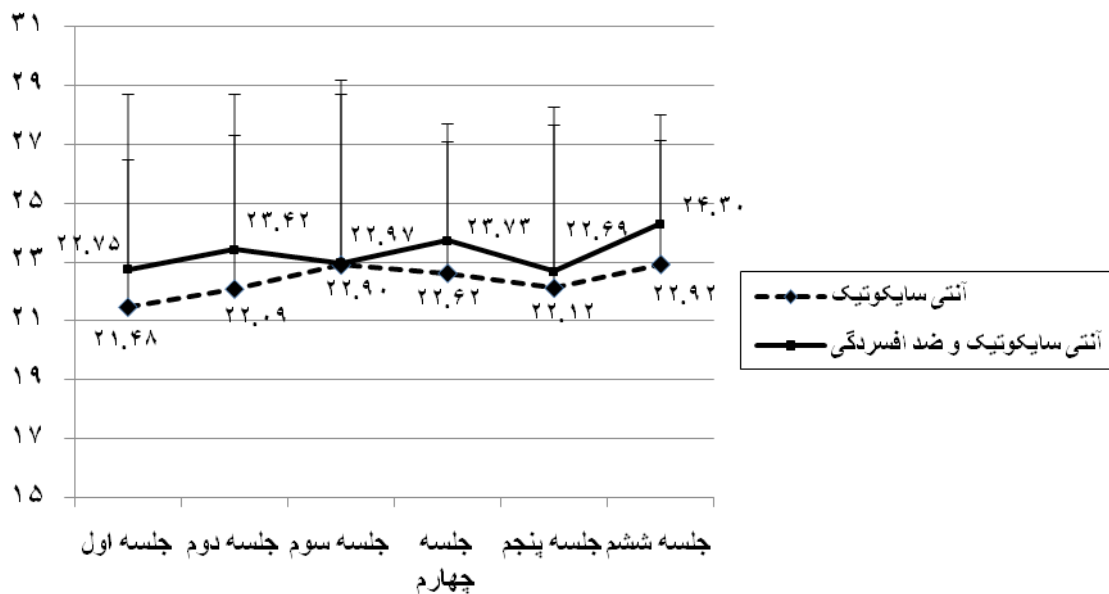 ۳۱
۲۹
۲۷
۲۵
۲۳
۲۱
۱۹
۱۷
۱۵
۲۲.۷۵
۲۳.۴۲
۲۲.۹۷
۲۳.۷۳
۲۲.۶۹
۲۴.۳۰
۲۱.۴۸
۲۲.۰۹
۲۲.۹۰
۲۲.۶۲
۲۲.۱۲
۲۲.۹۲
جلسه اول
جلسه دوم
جلسه سوم
جلسه
چهارم
جلسه پنجم
جلسه ششم
آنتی سایکوتیک
آنتی سایکوتیک و ضد افسردگی